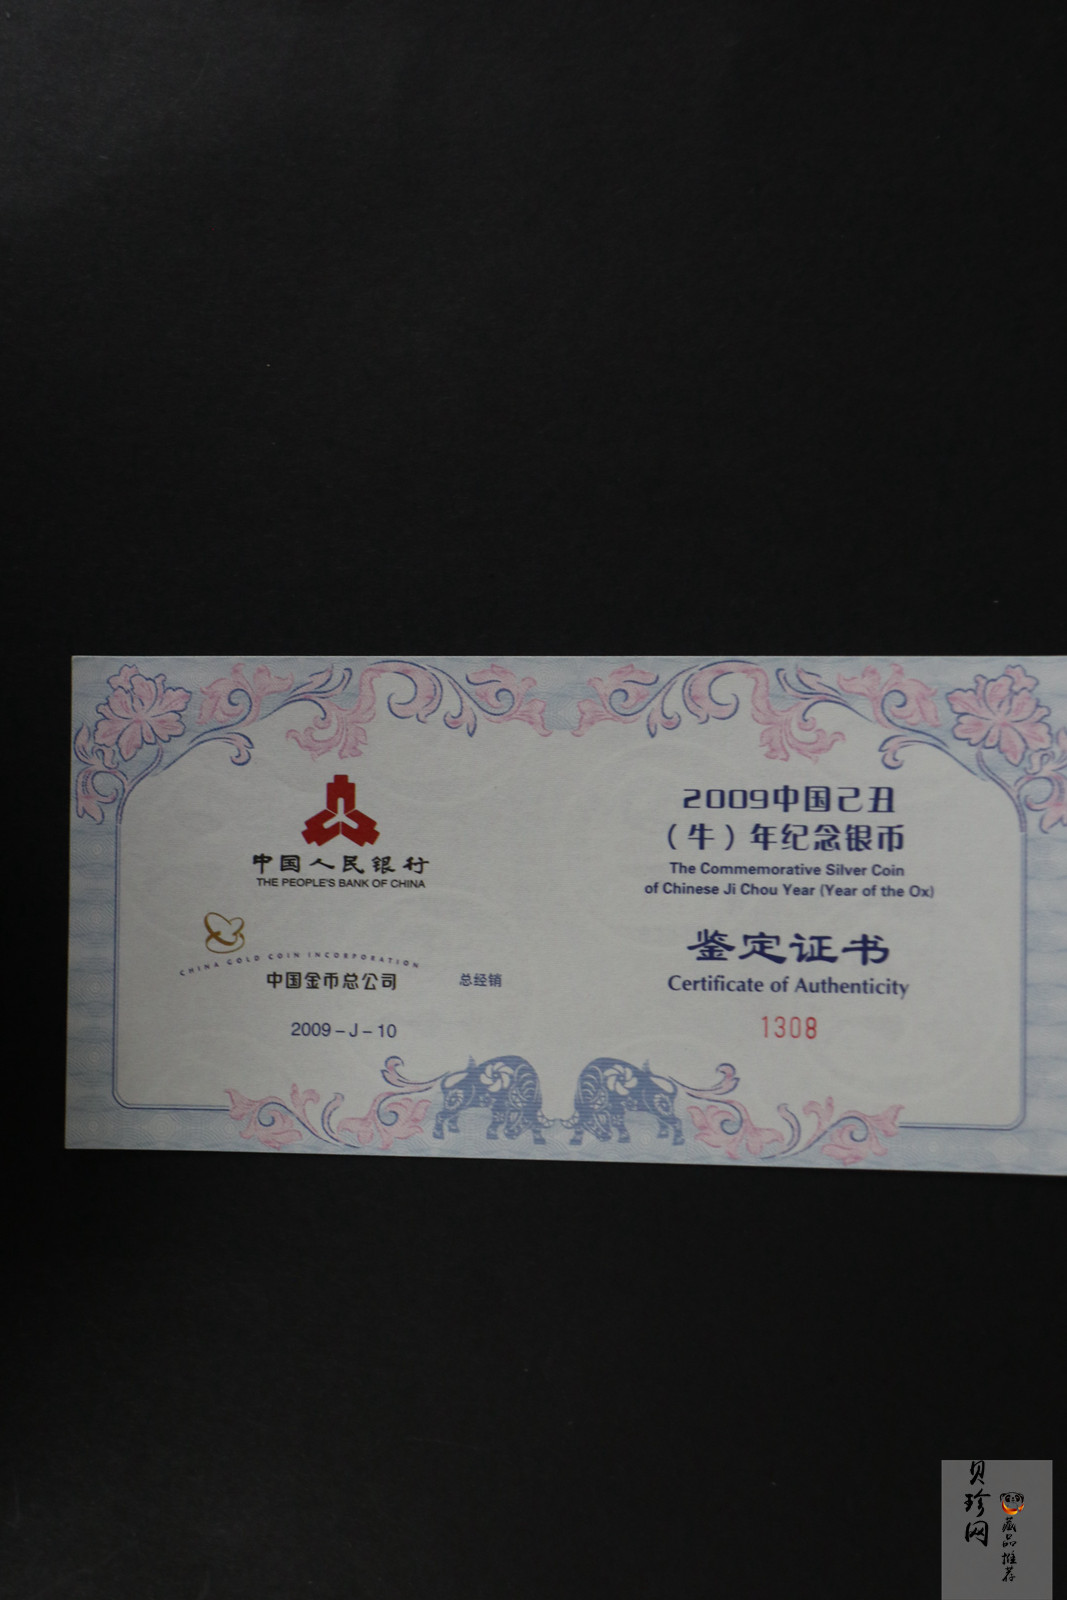 中国人民银行
THE PEOPLE'S BANK OF CHINA
CHINA GOLD COIN INCORPORATION
中国金币总公司 总经销
2009－J－10
2009中国己丑
（牛）年纪念银币
The Commemorative Silver Coin
of Chinese Ji Chou Year (Year of the Ox)
鉴定证书
Certificate of Authenticity
1308
贝珍网
藏品推荐